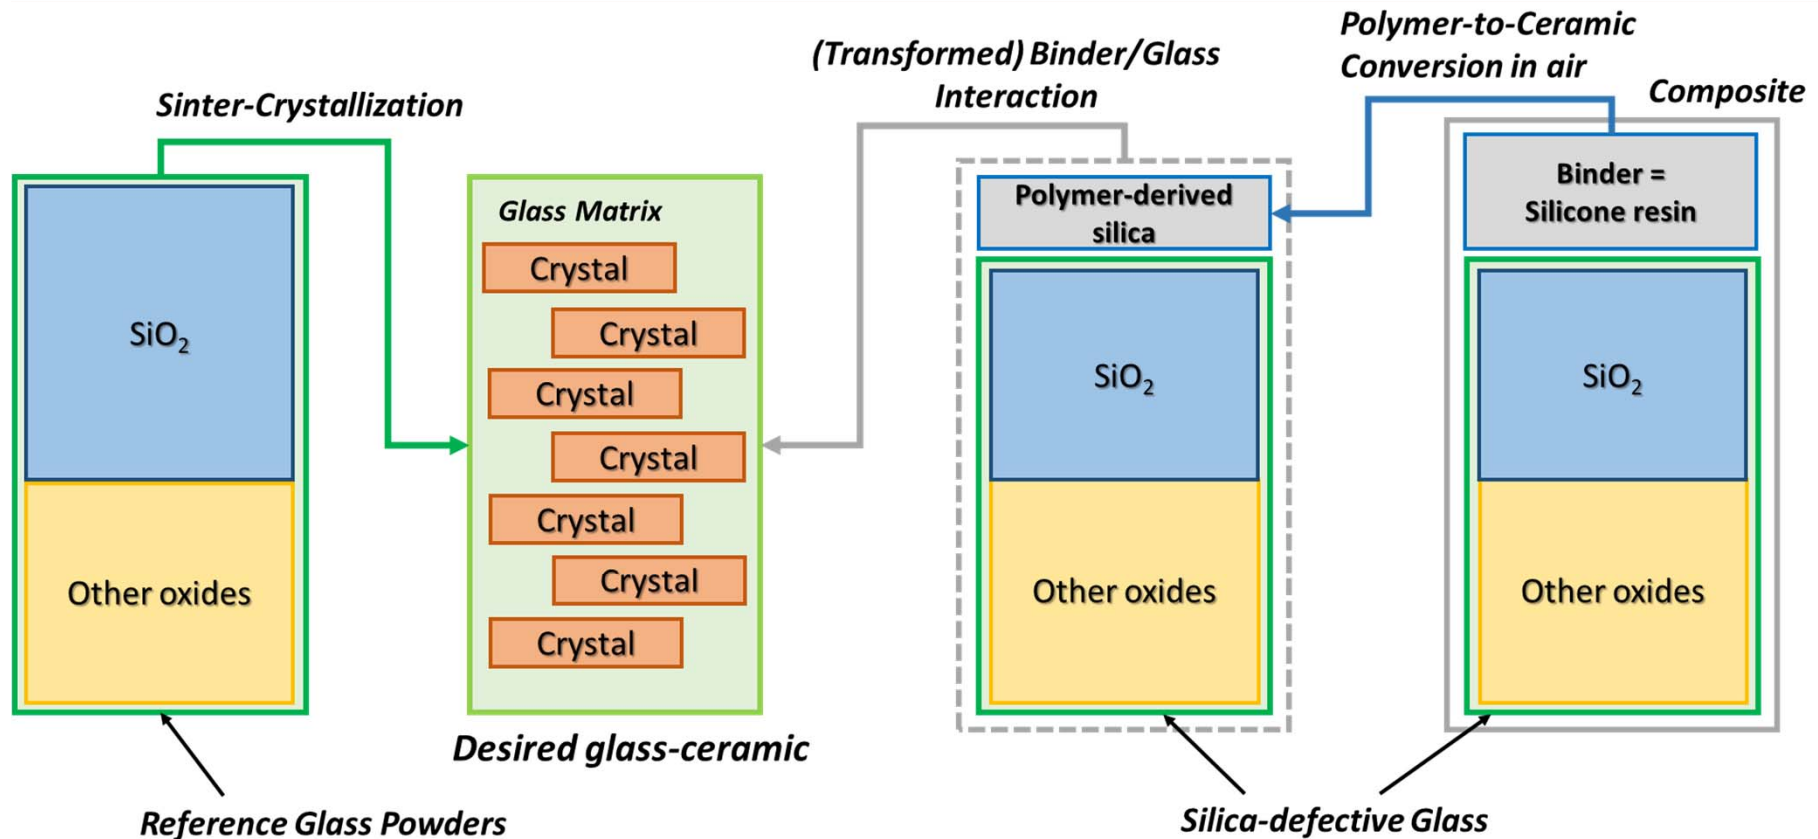 Sinter-Crystallization
SiO₂
Other oxides
Reference Glass Powders
Glass Matrix
Crystal
Crystal
Crystal
Crystal
Crystal
Crystal
Crystal
Desired glass-ceramic
(Transformed) Binder/Glass
Interaction
Polymer-derived
silica
SiO₂
Other oxides
Polymer-to-Ceramic
Conversion in air
Composite
Binder =
Silicone resin
SiO₂
Other oxides
Silica-defective Glass